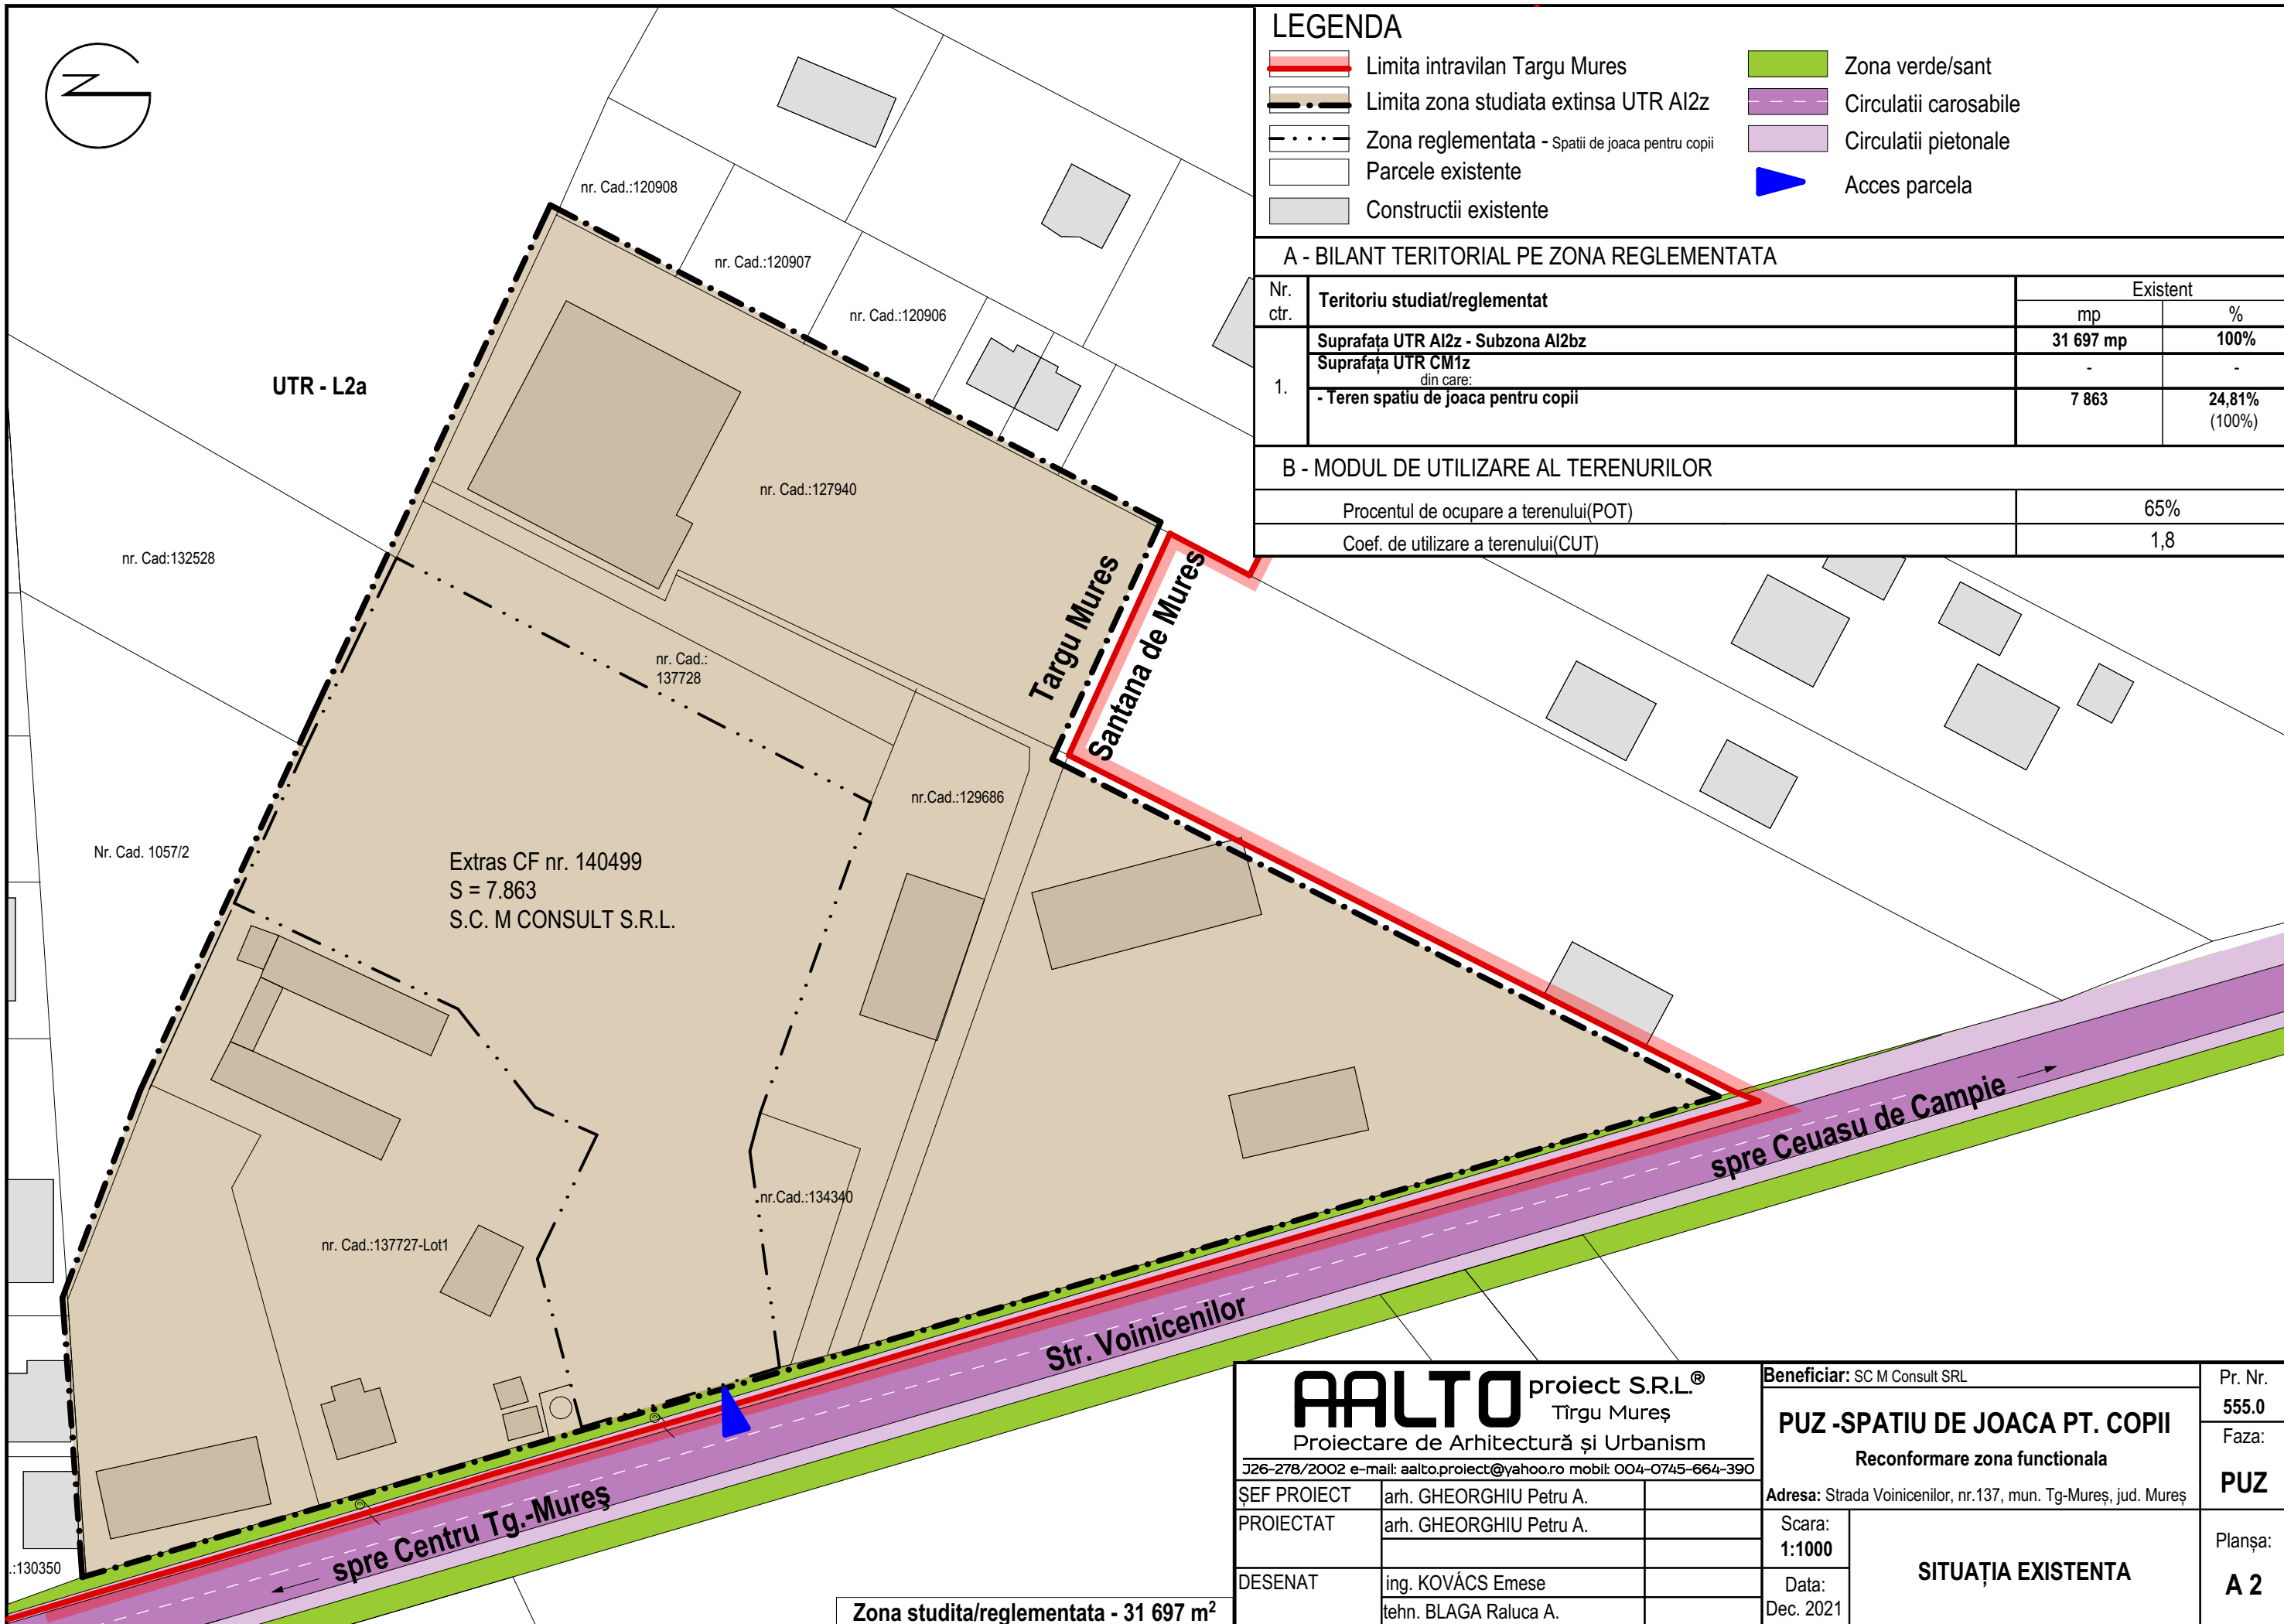 LEGENDA
Limita intravilan Targu Mures
Limita zona studiata extinsa UTR AI2z
Zona reglementata - Spatii de joaca pentru copii
Parcele existente
Constructii existente
Zona verde/sant
Circulatii carosabile
Circulatii pietonale
Acces parcela
A - BILANT TERITORIAL PE ZONA REGLEMENTATA
Nr. ctr.
Teritoriu studiat/reglementat
Existent
mp
%
1.
Suprafaţa UTR AI2z - Subzona AI2bz
31 697 mp
100%
Suprafaţa UTR CM1z
din care:
-
-
- Teren spatiu de joaca pentru copii
7 863
24,81%
(100%)
B - MODUL DE UTILIZARE AL TERENURILOR
Procentul de ocupare a terenului(POT)
65%
Coef. de utilizare a terenului(CUT)
1,8
nr. Cad.:120908
nr. Cad.:120907
nr. Cad.:120906
UTR - L2a
nr. Cad.:127940
nr. Cad:132528
Targu Mures
Santana de Mures
nr. Cad.:
137728
nr.Cad.:129686
Nr. Cad. 1057/2
Extras CF nr. 140499
S = 7.863
S.C. M CONSULT S.R.L.
nr.Cad.:134340
nr. Cad.:137727-Lot1
spre Ceuasu de Campie
Str. Voinicenilor
spre Centru Tg.-Mureş
.:130350
Zona studita/reglementata - 31 697 m²
AALTO proiect S.R.L.®
Tîrgu Mureș
Proiectare de Arhitectură și Urbanism
J26-278/2002 e-mail: aalto.proiect@yahoo.ro mobil: 004-0745-664-390
ŞEF PROIECT
arh. GHEORGHIU Petru A.
PROIECTAT
arh. GHEORGHIU Petru A.
DESENAT
ing. KOVÁCS Emese
tehn. BLAGA Raluca A.
Beneficiar: SC M Consult SRL
PUZ -SPATIU DE JOACA PT. COPII
Reconformare zona functionala
Adresa: Strada Voinicenilor, nr.137, mun. Tg-Mureș, jud. Mureș
Scara:
1:1000
Data:
Dec. 2021
SITUAŢIA EXISTENTA
Pr. Nr.
555.0
Faza:
PUZ
Planşa:
A 2